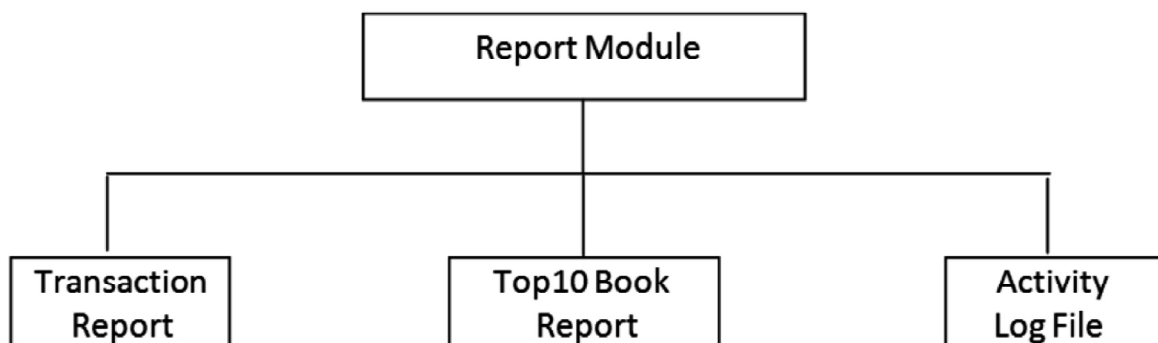 Report Module
Transaction
Report
Top10 Book
Report
Activity
Log File